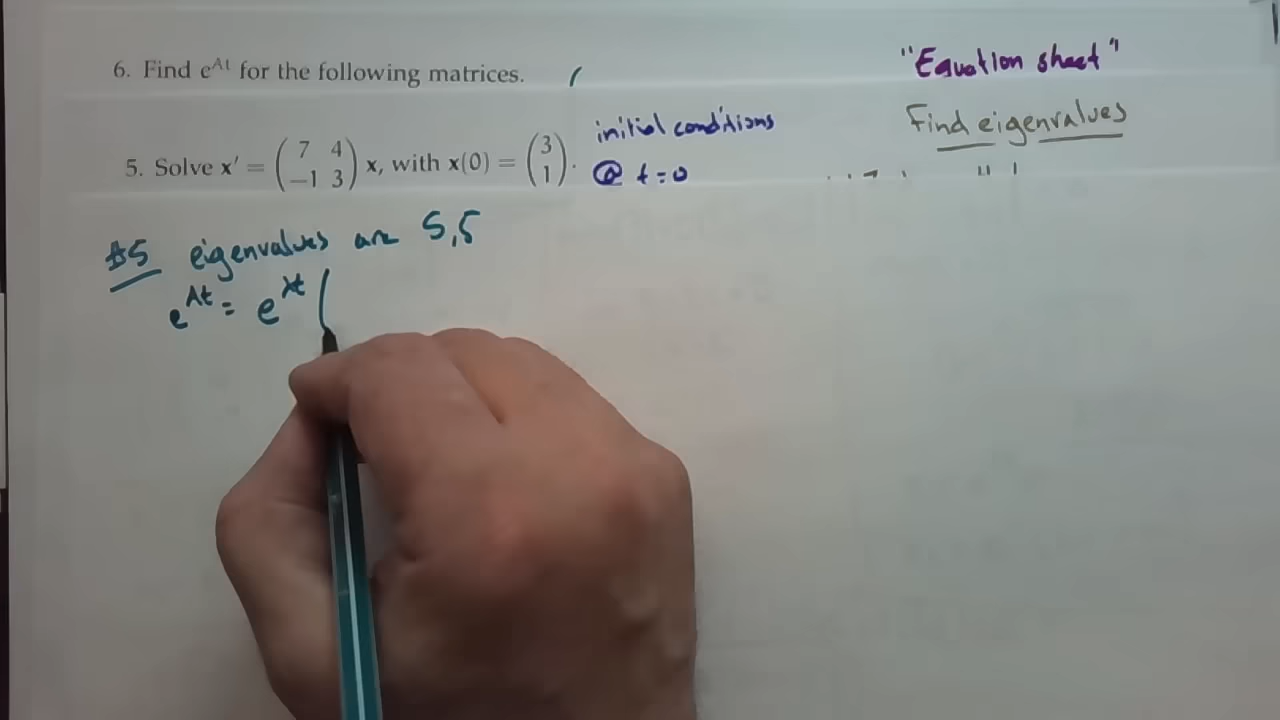 6. Find e^{At} for the following matrices.
"Equation sheet"
Find eigenvalues
5. Solve x′ = (7 4 −1 3) x, with x(0) = (3 1).
initial conditions
@ t=0
#5 eigenvalues are 5,5
e^{At} = e^{λt} (